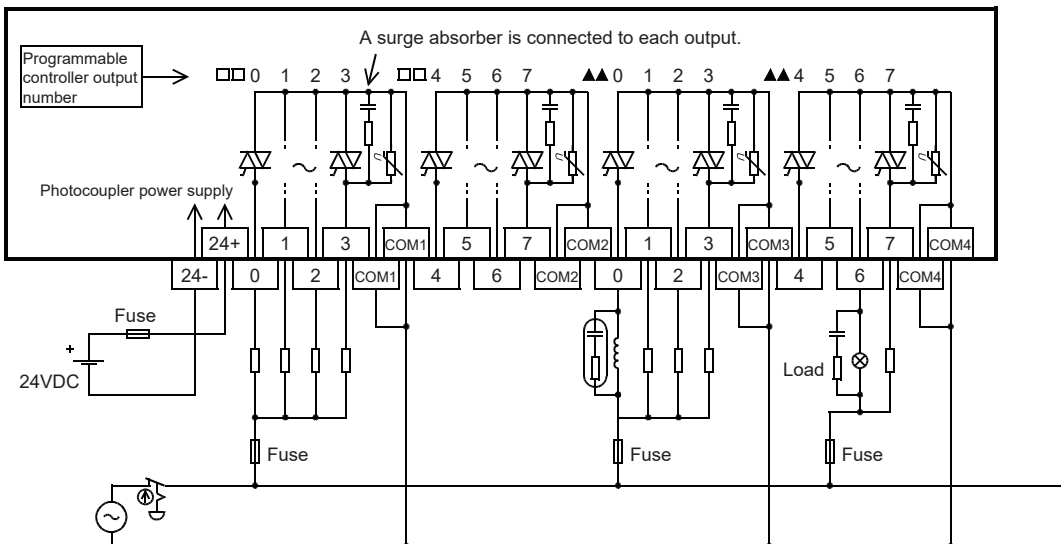 A surge absorber is connected to each output.
Programmable
controller output
number
□□ 0 1 2 3 □□ 4 5 6 7 ▲▲ 0 1 2 3 ▲▲ 4 5 6 7
Photocoupler power supply
24+ 1 3 COM1 5 7 COM2 1 3 COM3 5 7 COM4
24- 0 2 COM1 4 6 COM2 0 2 COM3 4 6 COM4
Fuse
+
24VDC
Load
Fuse Fuse Fuse